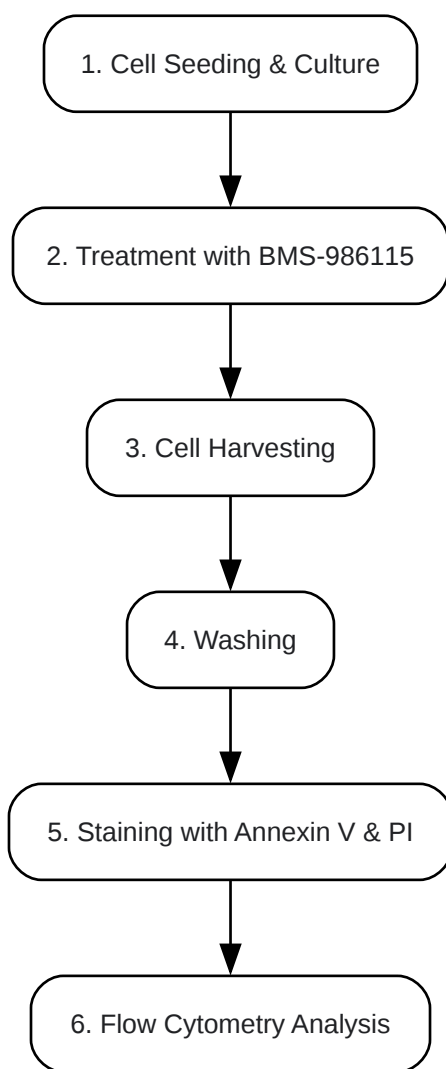 1. Cell Seeding & Culture
2. Treatment with BMS-986115
3. Cell Harvesting
4. Washing
5. Staining with Annexin V & PI
6. Flow Cytometry Analysis